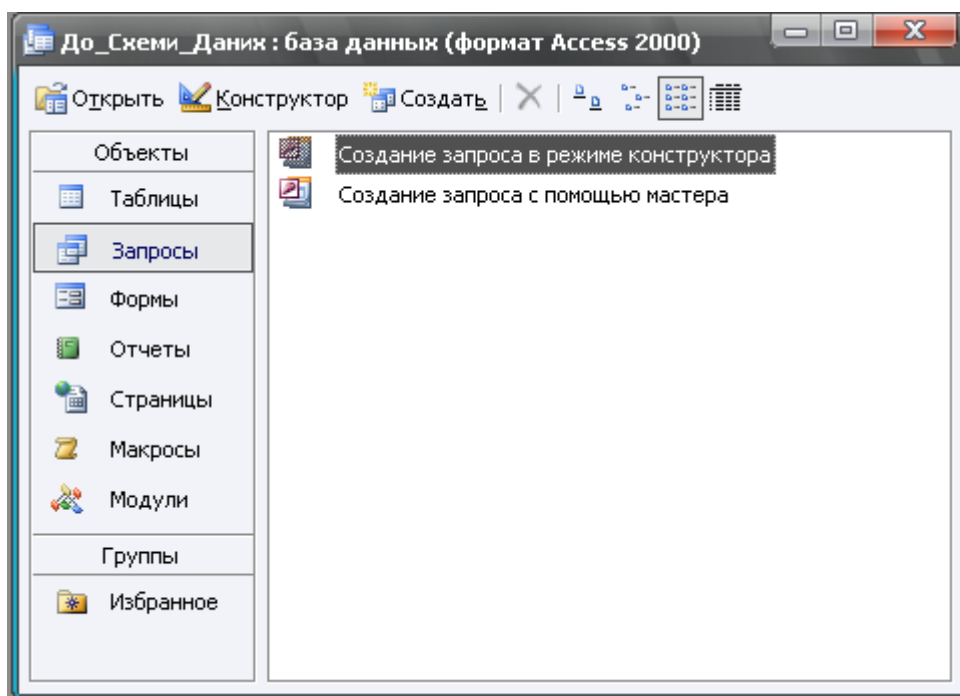 До_Схеми_Даних : база данных (формат Access 2000)
Открыть Конструктор Создать
Объекты
Таблицы
Запросы
Формы
Отчеты
Страницы
Макросы
Модули
Группы
Избранное
Создание запроса в режиме конструктора
Создание запроса с помощью мастера